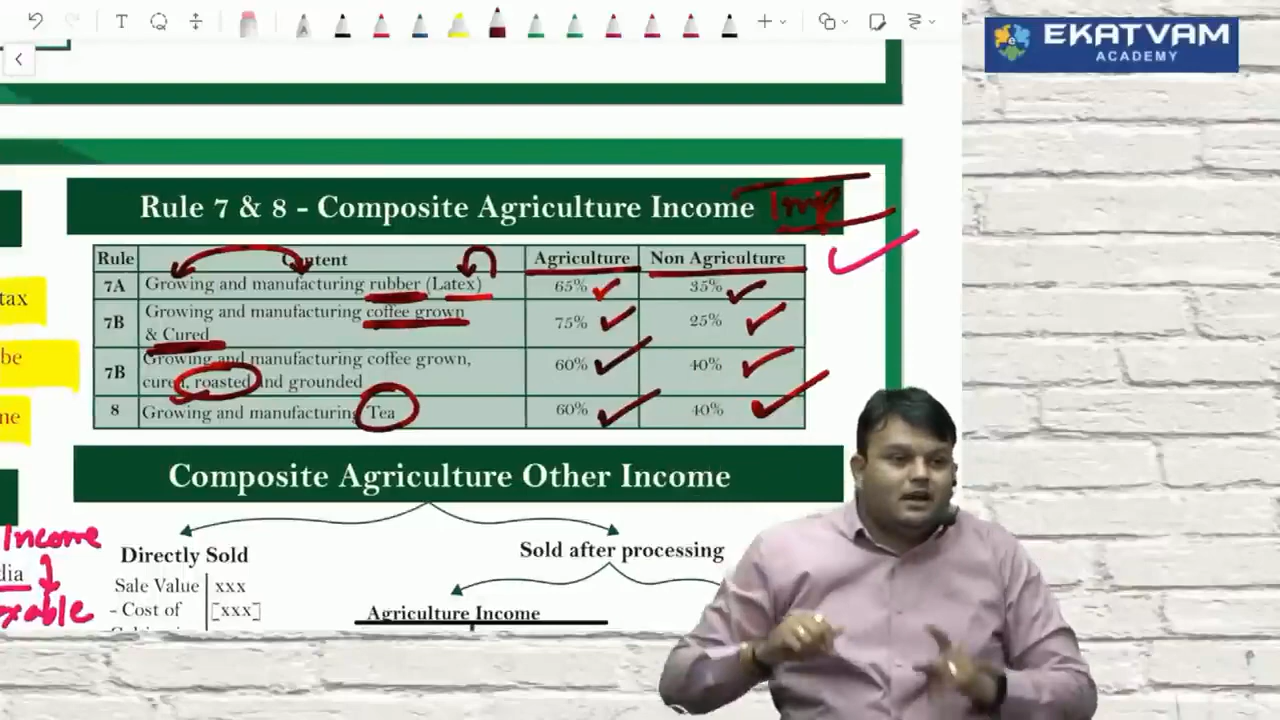 EKATVAM
ACADEMY
Rule 7 & 8 - Composite Agriculture Income Imp
Rule Content Agriculture Non Agriculture
7A Growing and manufacturing rubber (Latex) 65% 35%
7B Growing and manufacturing coffee grown
& Cured 75% 25%
7B Growing and manufacturing coffee grown,
cured, roasted and grounded 60% 40%
8 Growing and manufacturing Tea 60% 40%
tax
be
ne
Composite Agriculture Other Income
Income
dia
Directly Sold
Sale Value xxx
- Cost of [xxx]
Sold after processing
Agriculture Income